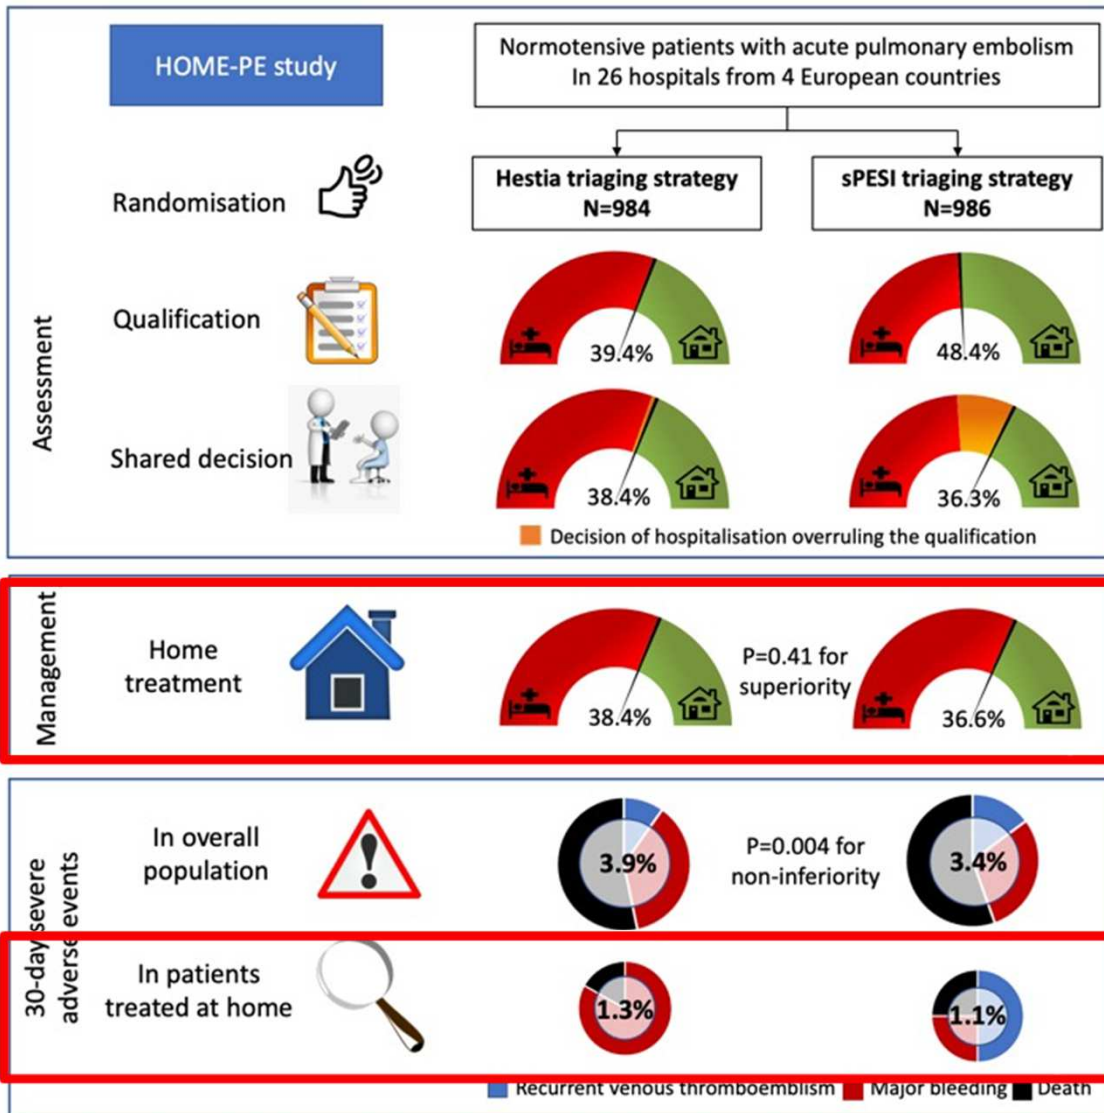 HOME-PE study
Normotensive patients with acute pulmonary embolism
In 26 hospitals from 4 European countries
Assessment
Randomisation
Hestia triaging strategy
N=984
sPESI triaging strategy
N=986
Qualification
39.4%
48.4%
Shared decision
38.4%
36.3%
Decision of hospitalisation overruling the qualification
Management
Home
treatment
38.4%
P=0.41 for
superiority
36.6%
30-day severe
adverse events
In overall
population
3.9%
P=0.004 for
non-inferiority
3.4%
In patients
treated at home
1.3%
1.1%
Recurrent venous thromboemblism
Major bleeding
Death